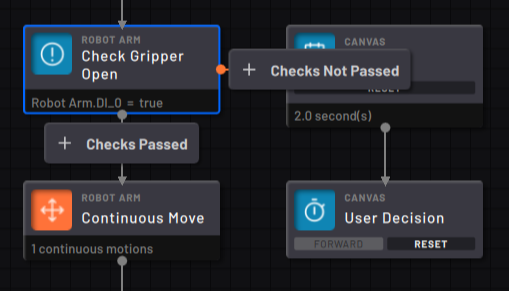 ROBOT ARM
Check Gripper
Open
Robot Arm.DI_0 = true
Checks Passed
ROBOT ARM
Continuous Move
1 continuous motions
CANVAS
Checks Not Passed
RESET
2.0 second(s)
CANVAS
User Decision
FORWARD
RESET